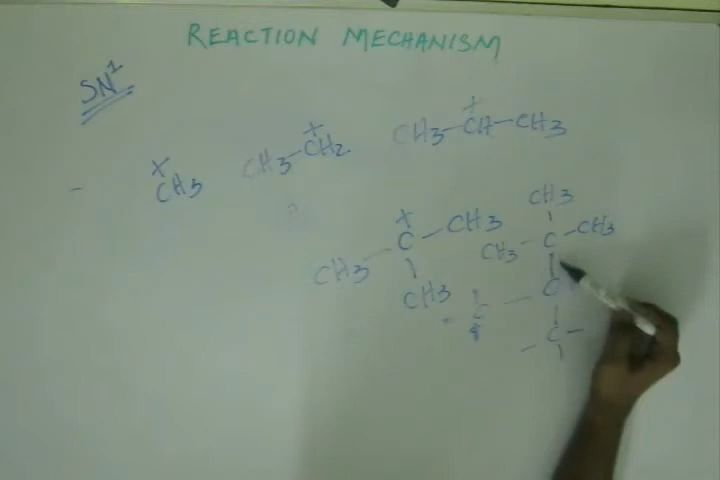 REACTION MECHANISM
SN1
X
CH3
CH3-CH2
X
CH3-CH-CH3
X
CH3-C-CH3
CH3
CH3
CH3-C-CH3
C-C
C